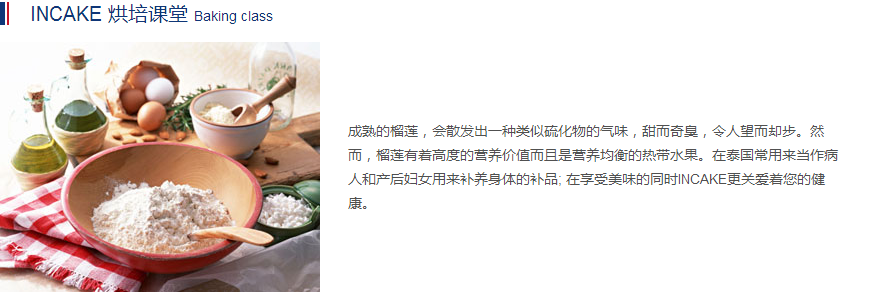 INCAKE 烘培课堂 Baking class
成熟的榴莲，会散发出一种类似硫化物的气味，甜而奇臭，令人望而却步。然
而，榴莲有着高度的营养价值而且是营养均衡的热带水果。在泰国常用来当作病
人和产后妇女用来补养身体的补品; 在享受美味的同时INCAKE更关爱着您的健
康。